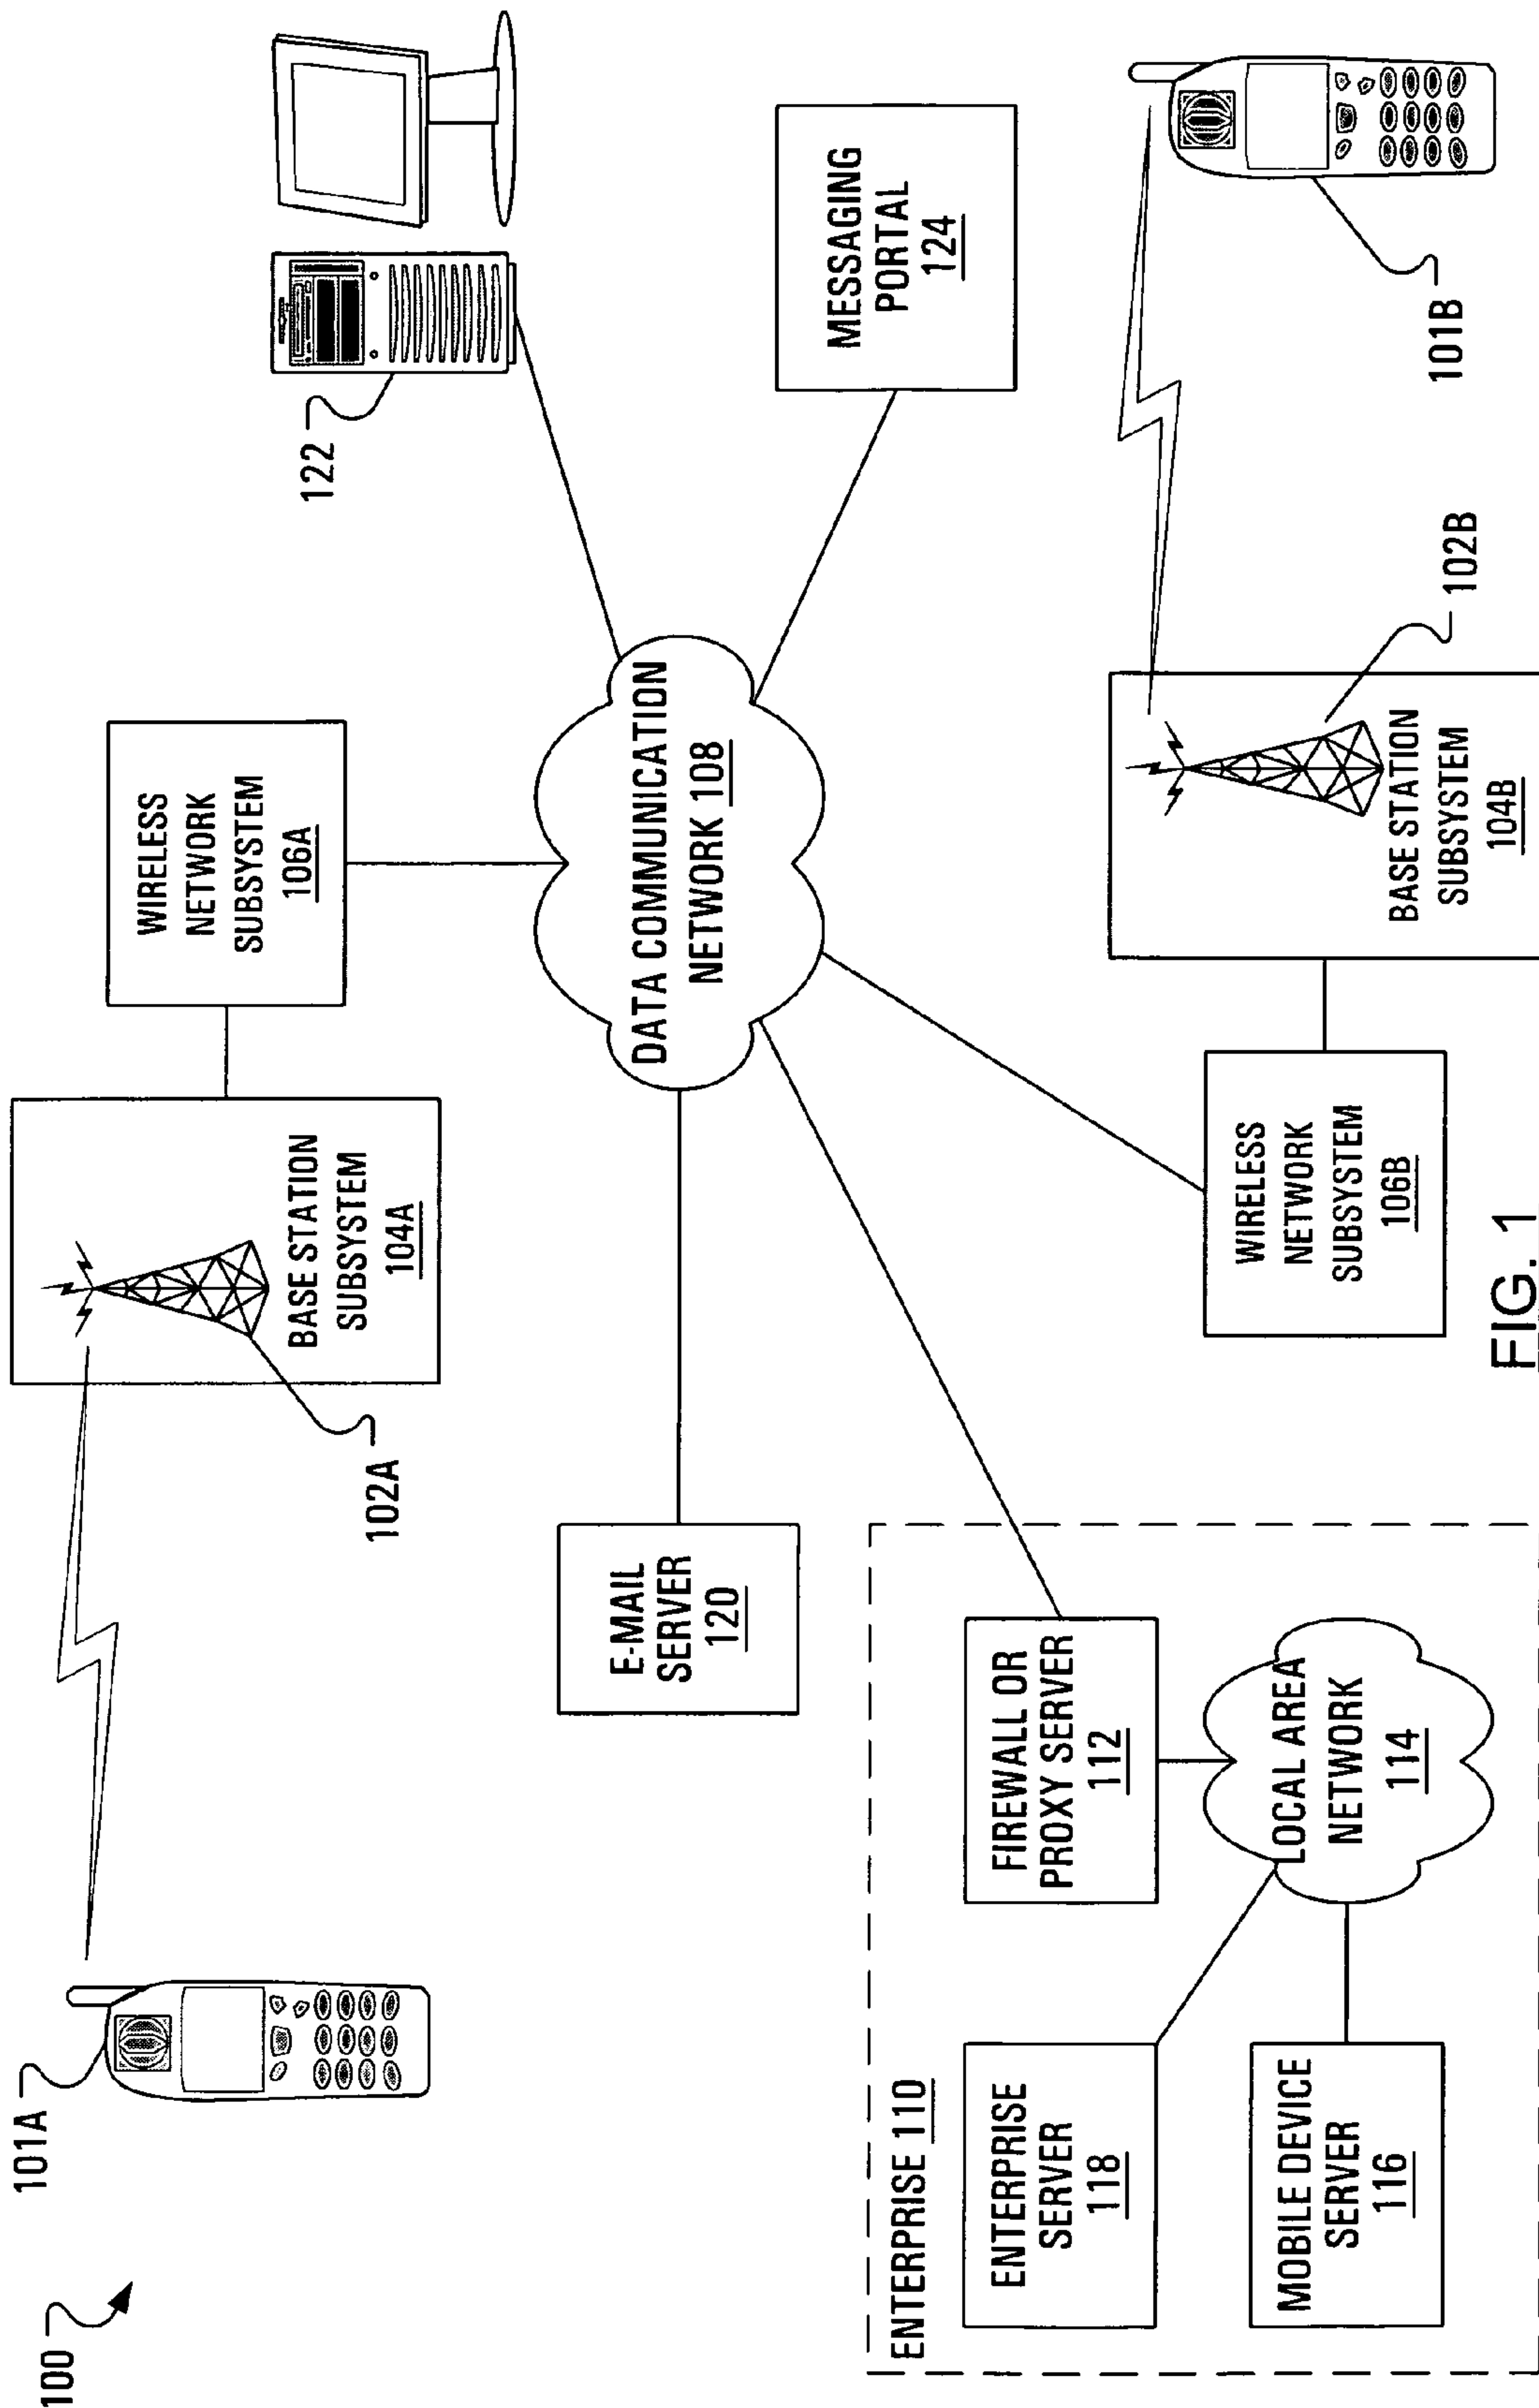 100
101A
102A
BASE STATION
SUBSYSTEM
104A
WIRELESS
NETWORK
SUBSYSTEM
106A
122
E-MAIL
SERVER
120
DATA COMMUNICATION
NETWORK 108
MESSAGING
PORTAL
124
ENTERPRISE 110
ENTERPRISE
SERVER
118
FIREWALL OR
PROXY SERVER
112
LOCAL AREA
NETWORK
114
MOBILE DEVICE
SERVER
116
WIRELESS
NETWORK
SUBSYSTEM
106B
BASE STATION
SUBSYSTEM
104B
102B
101B
FIG. 1